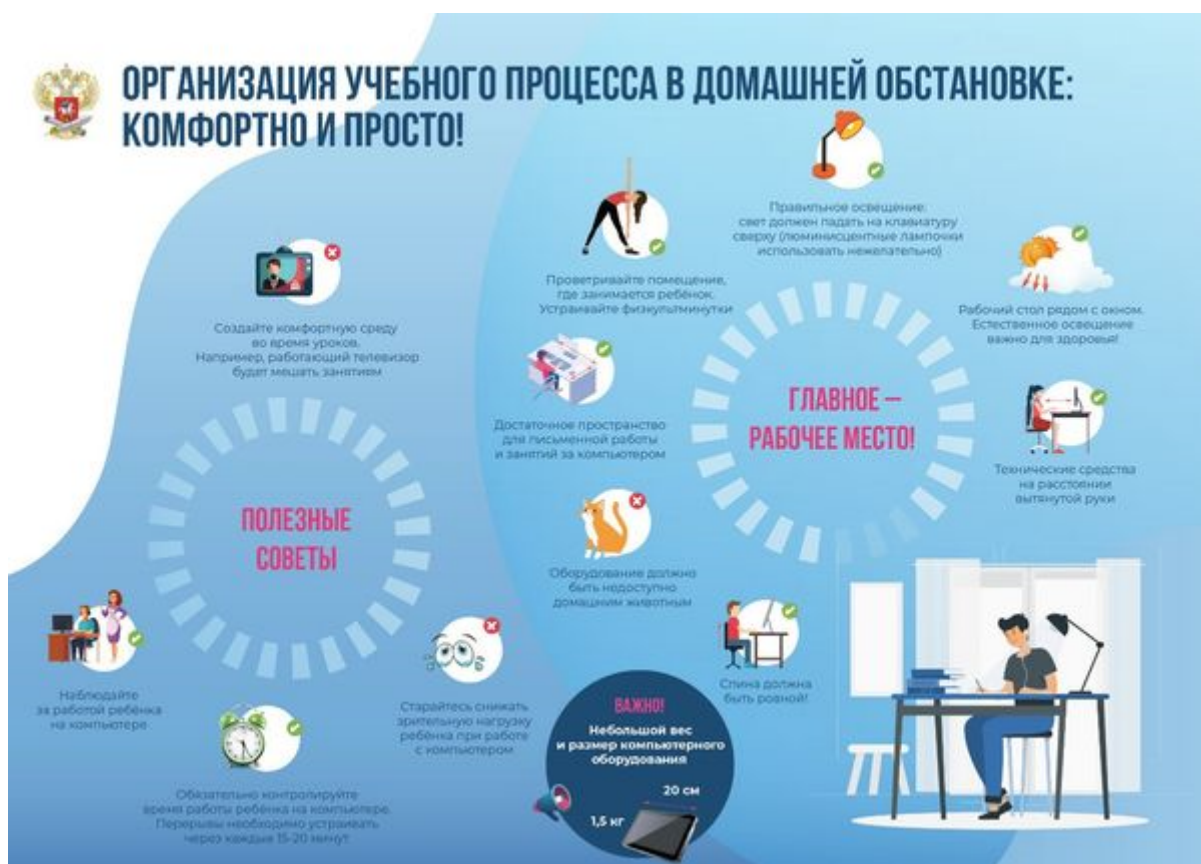 ОРГАНИЗАЦИЯ УЧЕБНОГО ПРОЦЕССА В ДОМАШНЕЙ ОБСТАНОВКЕ:
КОМФОРТНО И ПРОСТО!
Создайте комфортную среду
во время уроков.
Например, работающий телевизор
будет мешать занятиям
ПОЛЕЗНЫЕ
СОВЕТЫ
Наблюдайте
за работой ребёнка
на компьютере
Обязательно контролируйте
время работы ребёнка на компьютере.
Перерывы необходимо устраивать
через каждые 15-20 минут
Старайтесь снижать
зрительную нагрузку
ребёнка при работе
с компьютером
Проветривайте помещение,
где занимается ребёнок.
Устраивайте физкультминутки
Правильное освещение:
свет должен падать на клавиатуру
сверху (люминисцентные лампочки
использовать нежелательно)
Рабочий стол рядом с окном.
Естественное освещение
важно для здоровья!
Достаточное пространство
для письменной работы
и занятий за компьютером
ГЛАВНОЕ –
РАБОЧЕЕ МЕСТО!
Технические средства
на расстоянии
вытянутой руки
Оборудование должно
быть недоступно
домашним животным
Спина должна
быть ровной!
ВАЖНО!
Небольшой вес
и размер компьютерного
оборудования
20 см
1,5 кг